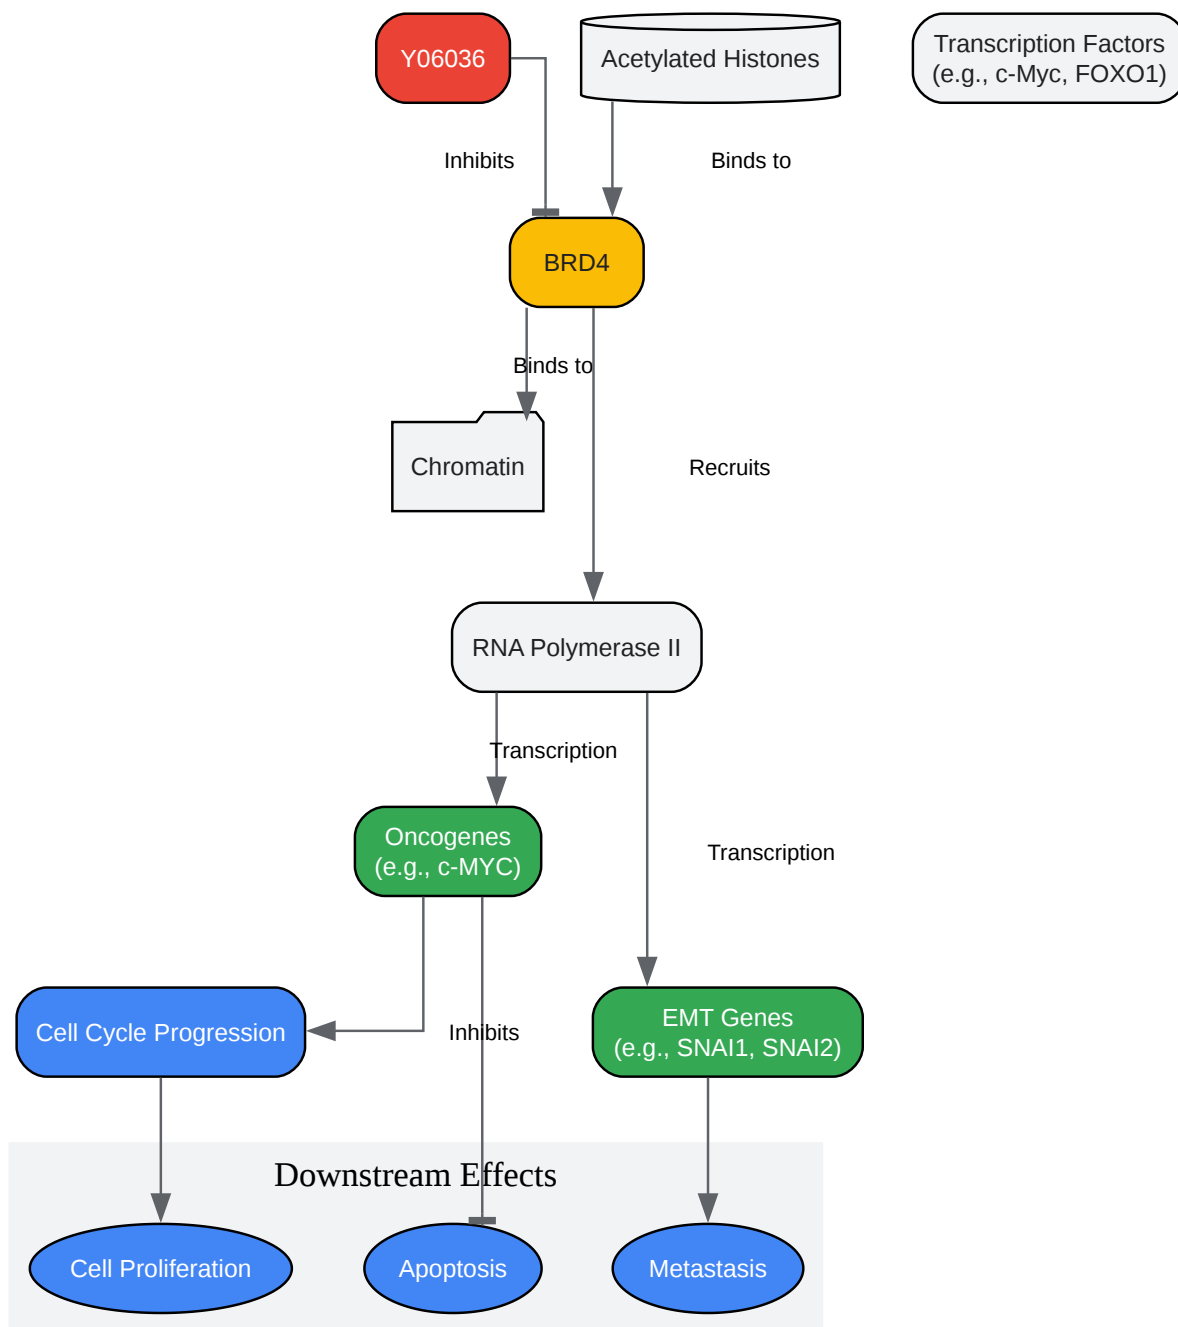 Y06036
Acetylated Histones
Transcription Factors
(e.g., c-Myc, FOXO1)
Inhibits
Binds to
BRD4
Binds to
Chromatin
Recruits
RNA Polymerase II
Transcription
Oncogenes
(e.g., c-MYC)
Transcription
Cell Cycle Progression
Inhibits
EMT Genes
(e.g., SNAI1, SNAI2)
Downstream Effects
Cell Proliferation
Apoptosis
Metastasis